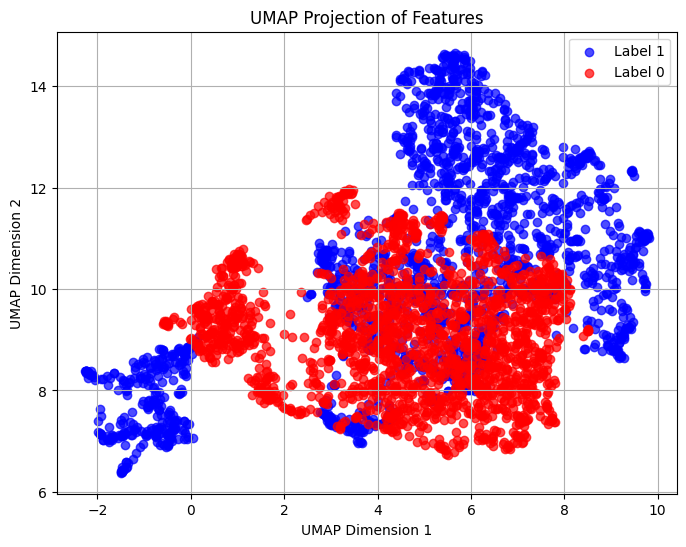 UMAP Projection of Features
Label 1
Label 0
14
12
10
8
6
UMAP Dimension 2
−2
0
2
4
6
8
10
UMAP Dimension 1